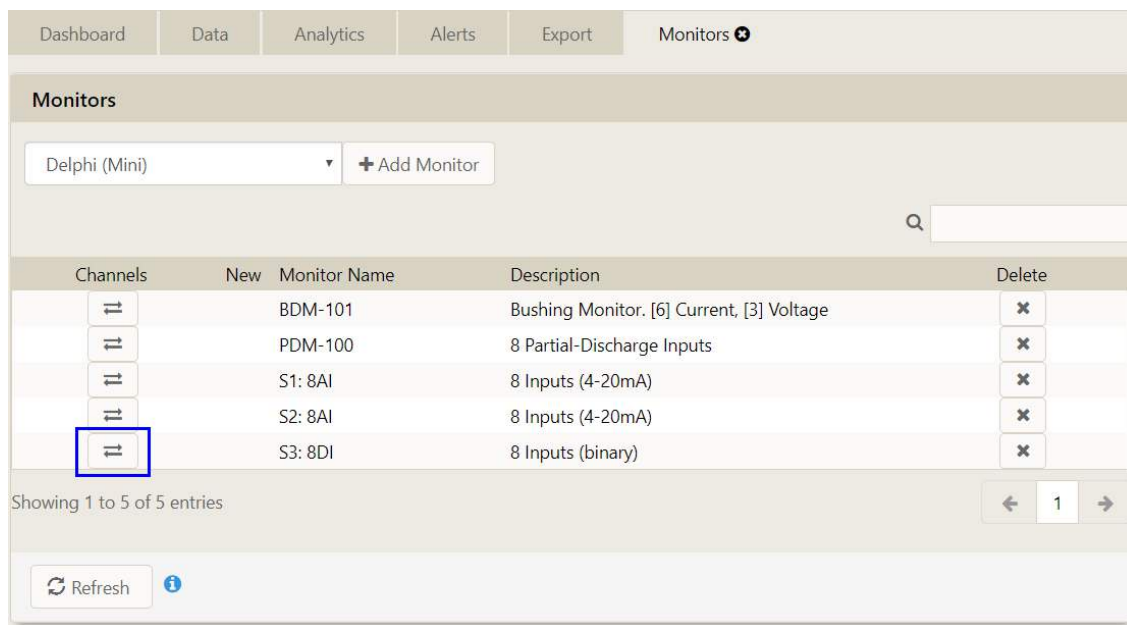 Dashboard Data Analytics Alerts Export Monitors
Monitors
Delphi (Mini) Add Monitor
Channels New Monitor Name Description Delete
BDM-101 Bushing Monitor. [6] Current, [3] Voltage
PDM-100 8 Partial-Discharge Inputs
S1: 8AI 8 Inputs (4-20mA)
S2: 8AI 8 Inputs (4-20mA)
S3: 8DI 8 Inputs (binary)
Showing 1 to 5 of 5 entries 1
Refresh